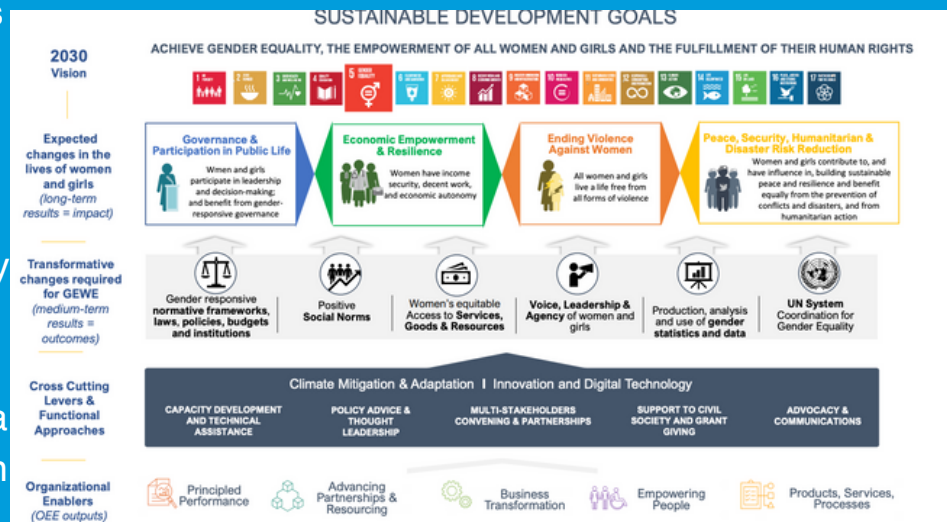 SUSTAINABLE DEVELOPMENT GOALS
ACHIEVE GENDER EQUALITY, THE EMPOWERMENT OF ALL WOMEN AND GIRLS AND THE FULFILLMENT OF THEIR HUMAN RIGHTS
2030
Vision
5 GENDER
EQUALITY
Expected
changes in the
lives of women
and girls
(long-term
results = impact)
Governance &
Participation in Public Life
Wmen and girls
participate in leadership
and decision-making;
and benefit from gender-
responsive governance
Economic Empowerment
& Resilience
Women have income
security, decent work,
and economic autonomy
Ending Violence
Against Women
All women and girls
live a life free from
all forms of violence
Peace, Security, Humanitarian &
Disaster Risk Reduction
Women and girls contribute to, and
have influence in, building sustainable
peace and resilience and benefit
equally from the prevention of
conflicts and disasters, and from
humanitarian action
Transformative
changes required
for GEWE
(medium-term
results =
outcomes)
Gender responsive
normative frameworks,
laws, policies, budgets
and institutions
Positive
Social Norms
Women's equitable
Access to Services,
Goods & Resources
Voice, Leadership &
Agency of women and
girls
Production, analysis
and use of gender
statistics and data
UN System
Coordination for
Gender Equality
Cross Cutting
Levers &
Functional
Approaches
Climate Mitigation & Adaptation I Innovation and Digital Technology
CAPACITY DEVELOPMENT
AND TECHNICAL
ASSISTANCE
POLICY ADVICE &
THOUGHT
LEADERSHIP
MULTI-STAKEHOLDERS
CONVENING & PARTNERSHIPS
SUPPORT TO CIVIL
SOCIETY AND GRANT
GIVING
ADVOCACY &
COMMUNICATIONS
Organizational
Enablers
(OEE outputs)
Principled
Performance
Advancing
Partnerships &
Resourcing
Business
Transformation
Empowering
People
Products, Services,
Processes